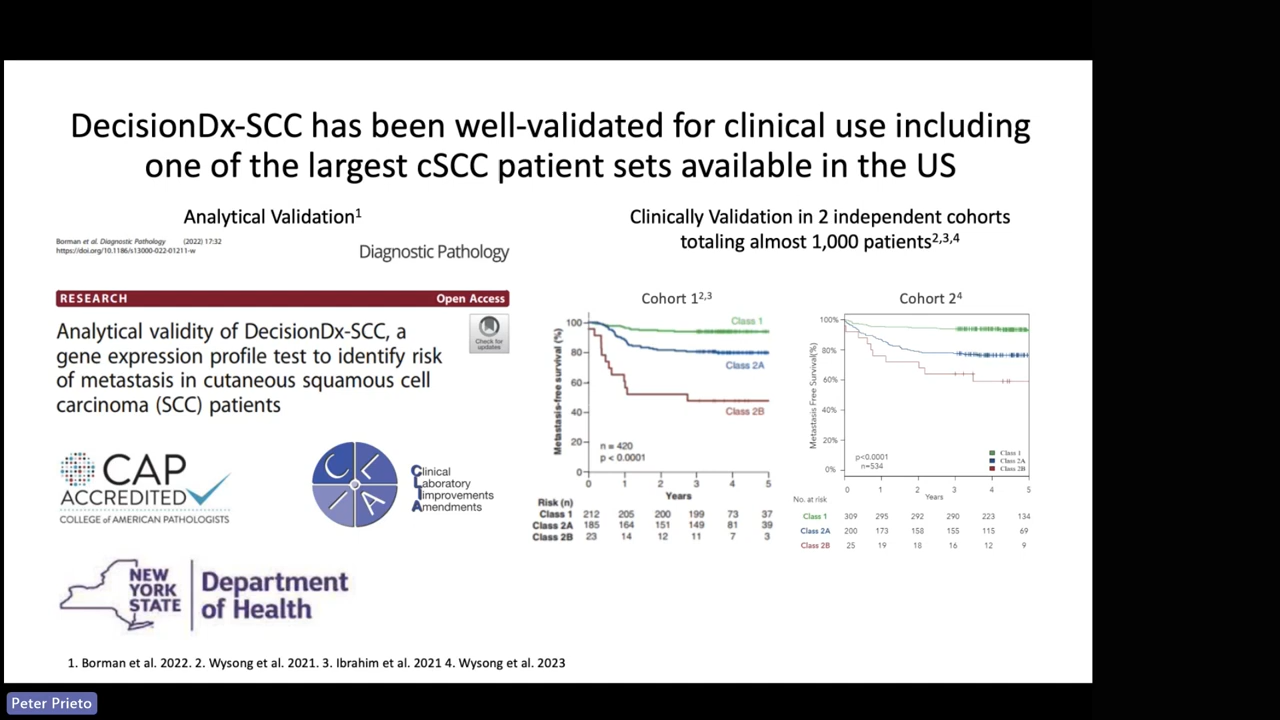 DecisionDx-SCC has been well-validated for clinical use including
one of the largest cSCC patient sets available in the US
Analytical Validation1
Borman et al. Diagnostic Pathology (2022) 17:32
https://doi.org/10.1186/s13000-022-01211-w
Diagnostic Pathology
RESEARCH Open Access
Analytical validity of DecisionDx-SCC, a
gene expression profile test to identify risk
of metastasis in cutaneous squamous cell
carcinoma (SCC) patients
Check for
updates
CAP
ACCREDITED
COLLEGE of AMERICAN PATHOLOGISTS
CLIA
Clinical
Laboratory
Improvements
Amendments
NEW
YORK
STATE
Department
of Health
Clinically Validation in 2 independent cohorts
totaling almost 1,000 patients2,3,4
Cohort 12,3
Metastasis-free survival (%)
100
80
60
40
20
0
Class 1
Class 2A
Class 2B
n = 420
p < 0.0001
0 1 2 3 4 5
Years
Risk (n)
Class 1 212 205 200 199 73 37
Class 2A 185 164 151 149 81 39
Class 2B 23 14 12 11 7 3
Cohort 24
Metastasis Free Survival(%)
100%
80%
60%
40%
20%
0%
p<0.0001
n=534
Class 1
Class 2A
Class 2B
0 1 2 3 4 5
Years
No. at risk
Class 1 309 295 292 290 223 134
Class 2A 200 173 158 155 115 69
Class 2B 25 19 18 16 12 9
1. Borman et al. 2022. 2. Wysong et al. 2021. 3. Ibrahim et al. 2021 4. Wysong et al. 2023
Peter Prieto